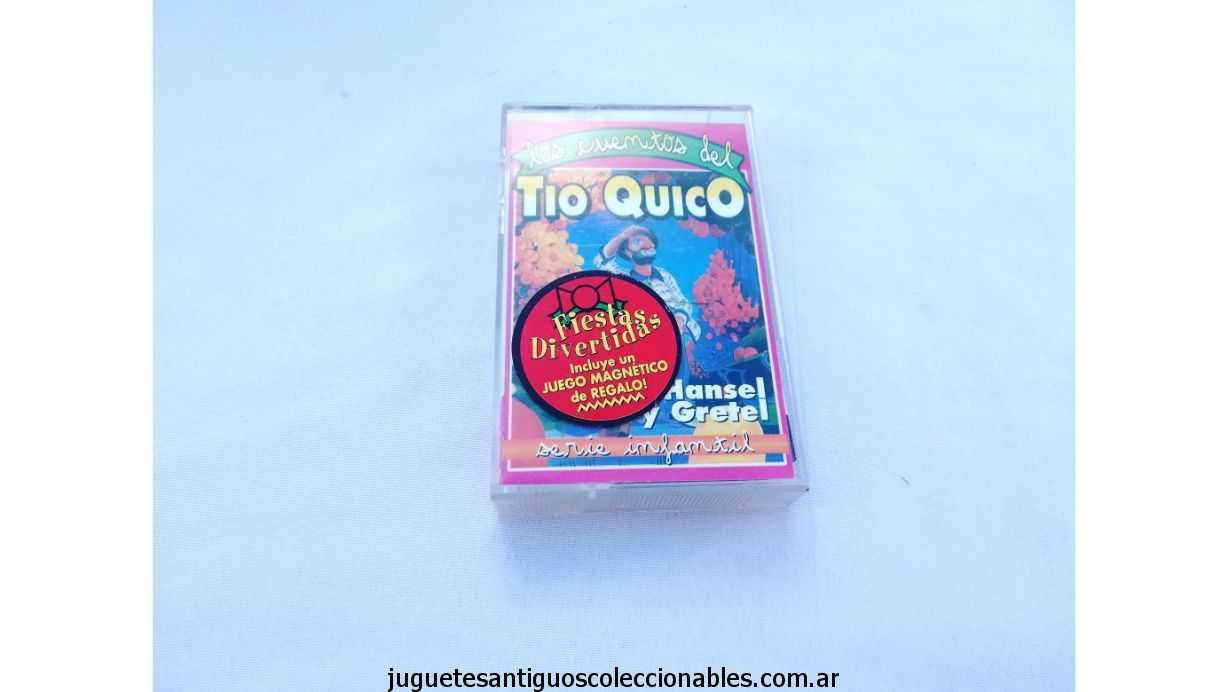 los cuentos del
TIO QUICO
Fiestas
Divertidas
Incluye un
JUEGO MAGNÉTICO
de REGALO!
Hansel
y Gretel
serie infantil
juguetesantiguoscoleccionables.com.ar